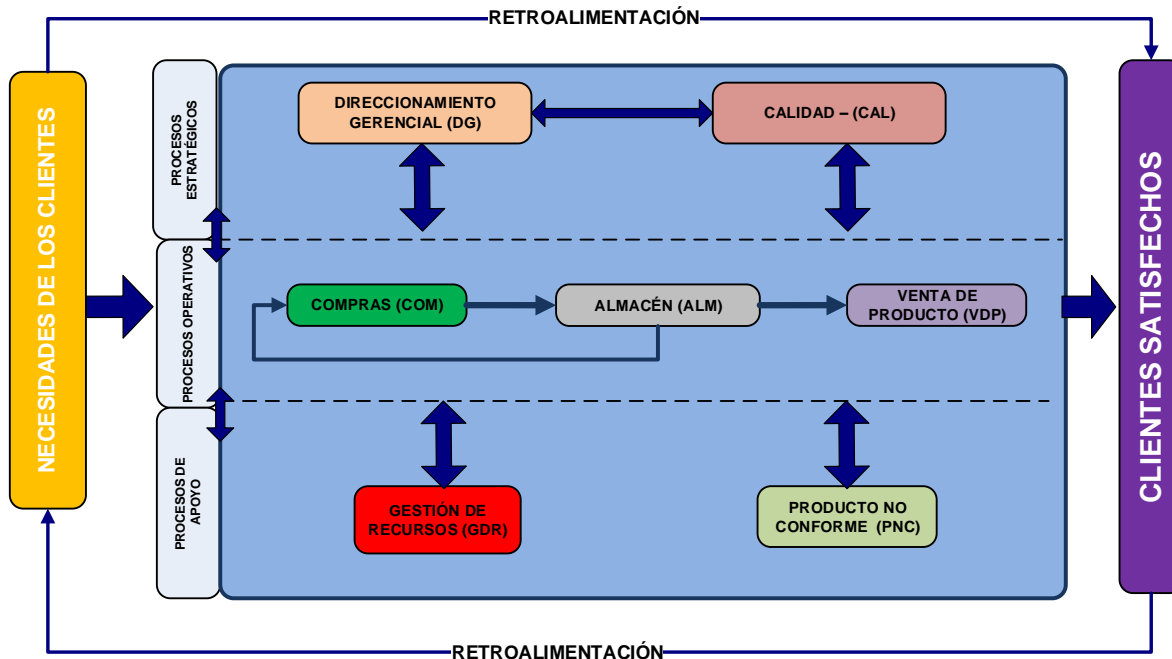 RETROALIMENTACIÓN
NECESIDADES DE LOS CLIENTES
PROCESOS
ESTRATÉGICOS
DIRECCIONAMIENTO
GERENCIAL (DG)
CALIDAD – (CAL)
PROCESOS OPERATIVOS
COMPRAS (COM)
ALMACÉN (ALM)
VENTA DE
PRODUCTO (VDP)
PROCESOS DE
APOYO
GESTIÓN DE
RECURSOS (GDR)
PRODUCTO NO
CONFORME (PNC)
CLIENTES SATISFECHOS
RETROALIMENTACIÓN